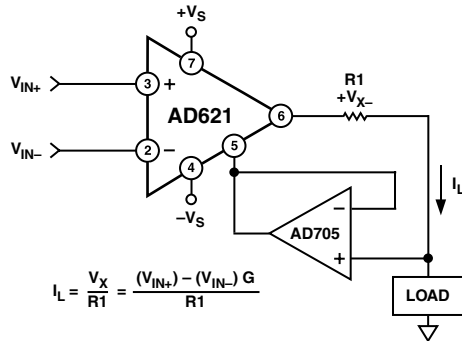 +VS
7
R1
VIN+
3
+
+VX–
AD621
6
5
VIN–
2
–
4
IL
–VS
–
AD705
+
IL = VX/R1 = (VIN+) – (VIN–) G/R1
LOAD